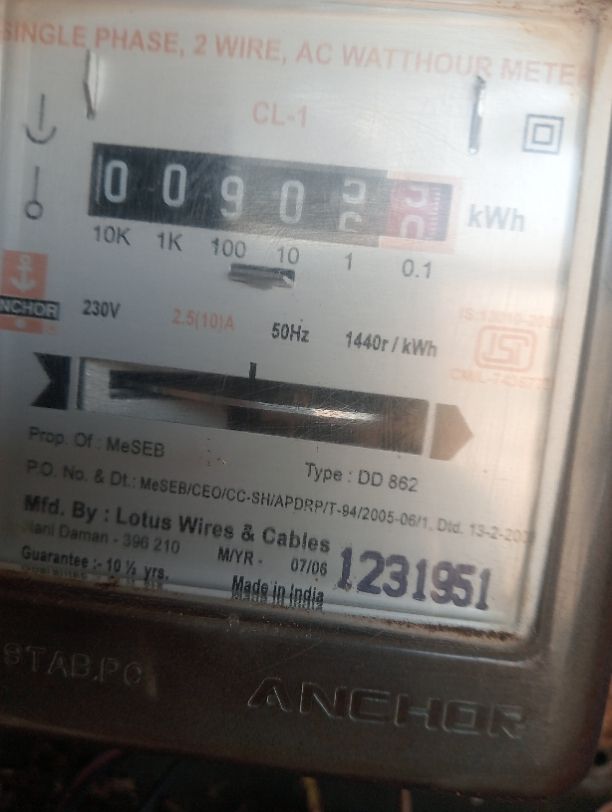 SINGLE PHASE, 2 WIRE, AC WATTHOUR METER
CL-1
0 0 9 0 kWh
10K 1K 100 10 1 0.1
ANCHOR
230V 2.5(10)A 50Hz 1440r / kWh
Prop. Of : MeSEB
Type : DD 862
P.O. No. & Dt.: MeSEB/CEO/CC-SH/APDRP/T-94/2005-06/1, Dtd. 13-2-
Mfd. By : Lotus Wires & Cables
Nani Daman - 396 210
M/YR - 07/06
1231951
Guarantee :- 10 ½ yrs.
Made in India
STAB.PC
ANCHOR